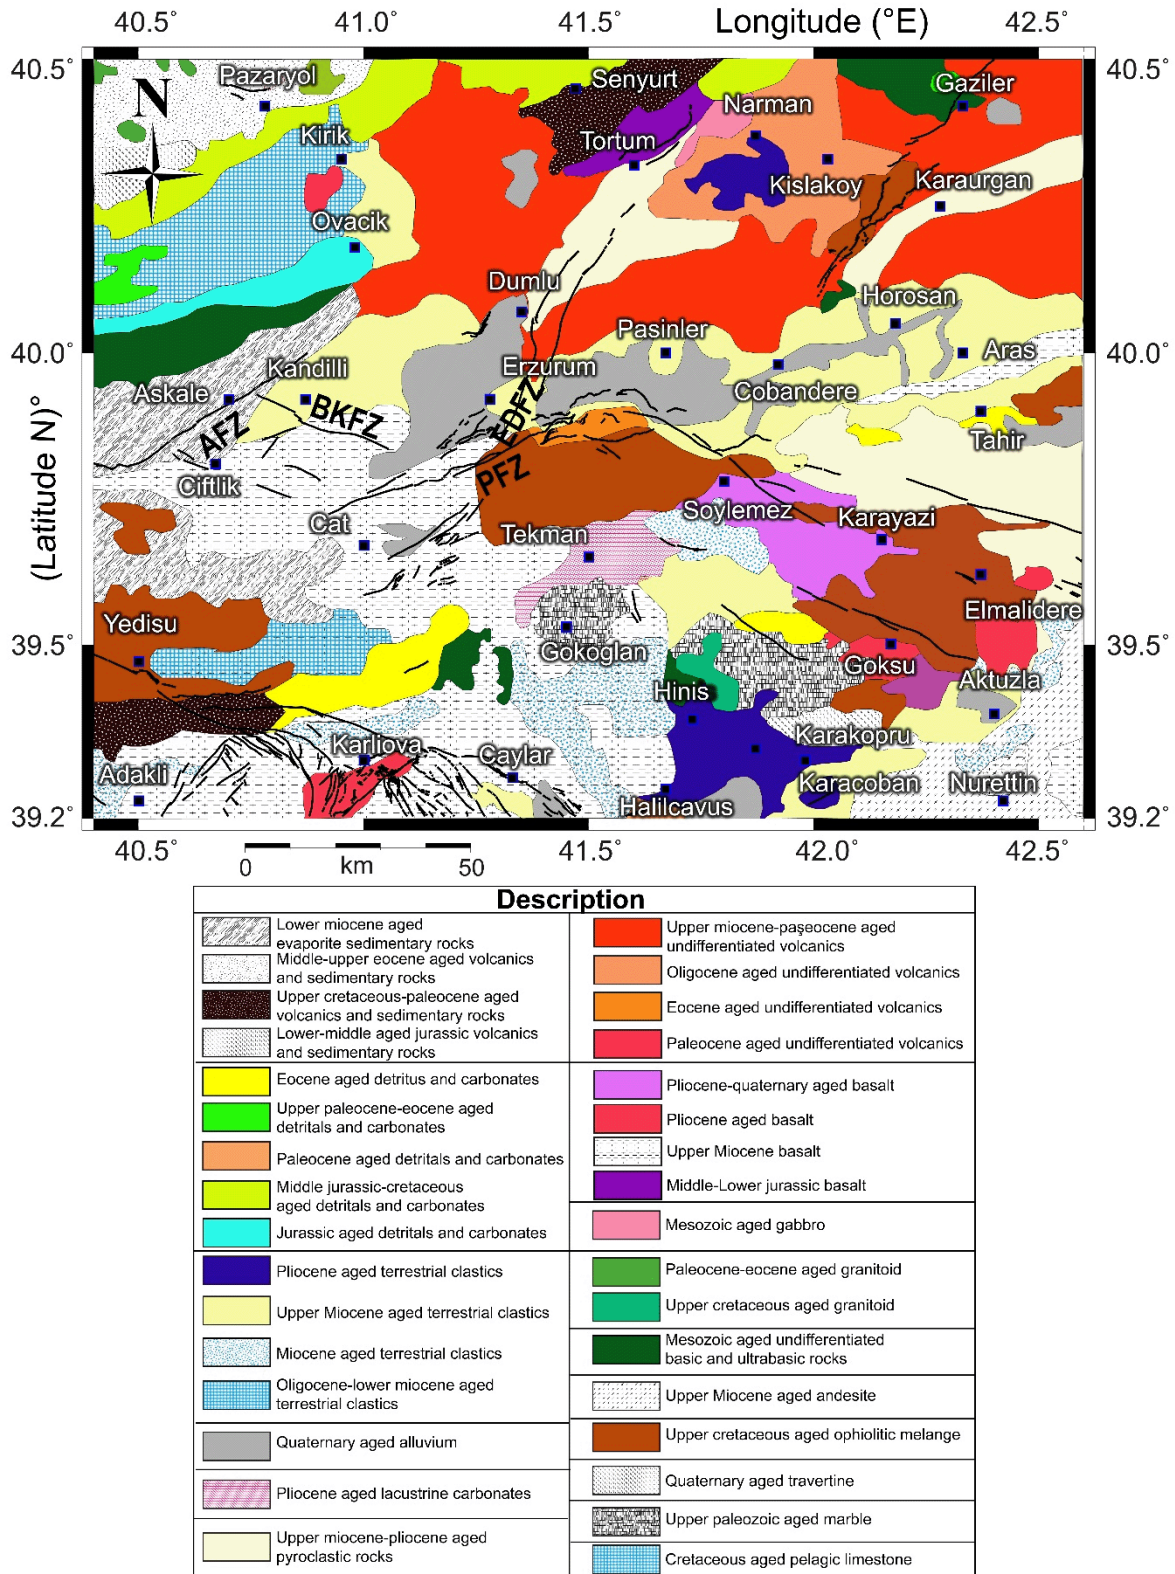 40.5° 41.0° 41.5° Longitude (°E) 42.5°
40.5° 40.5°
Pazaryol Senyurt Gaziler
N Narman
Kirik Tortum
Kislakoy Karaurgan
Ovacik
Dumlu Horosan
Pasinler
40.0° 40.0°
Kandilli Erzurum Aras
Askale Cobandere
BKFZ EDFZ
AFZ Tahir
Ciftlik PFZ
Cat Soylemez Karayazi
Tekman
(Latitude N)°
Yedisu Elmalidere
39.5° Gokoglan Goksu 39.5°
Hinis Aktuzla
Karliova Caylar Karakopru
Adakli Karacoban Nurettin
39.2° Halilcavus 39.2°
40.5° 41.0° 41.5° 42.0° 42.5°
0 km 50
Description
Lower miocene aged
evaporite sedimentary rocks
Middle-upper eocene aged volcanics
and sedimentary rocks
Upper cretaceous-paleocene aged
volcanics and sedimentary rocks
Lower-middle aged jurassic volcanics
and sedimentary rocks
Eocene aged detritus and carbonates
Upper paleocene-eocene aged
detritals and carbonates
Paleocene aged detritals and carbonates
Middle jurassic-cretaceous
aged detritals and carbonates
Jurassic aged detritals and carbonates
Pliocene aged terrestrial clastics
Upper Miocene aged terrestrial clastics
Miocene aged terrestrial clastics
Oligocene-lower miocene aged
terrestrial clastics
Quaternary aged alluvium
Pliocene aged lacustrine carbonates
Upper miocene-pliocene aged
pyroclastic rocks
Upper miocene-paşeocene aged
undifferentiated volcanics
Oligocene aged undifferentiated volcanics
Eocene aged undifferentiated volcanics
Paleocene aged undifferentiated volcanics
Pliocene-quaternary aged basalt
Pliocene aged basalt
Upper Miocene basalt
Middle-Lower jurassic basalt
Mesozoic aged gabbro
Paleocene-eocene aged granitoid
Upper cretaceous aged granitoid
Mesozoic aged undifferentiated
basic and ultrabasic rocks
Upper Miocene aged andesite
Upper cretaceous aged ophiolitic melange
Quaternary aged travertine
Upper paleozoic aged marble
Cretaceous aged pelagic limestone